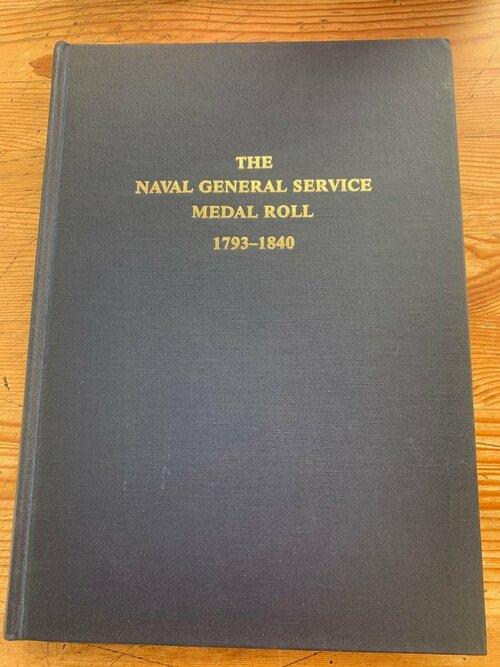 THE
NAVAL GENERAL SERVICE
MEDAL ROLL
1793–1840